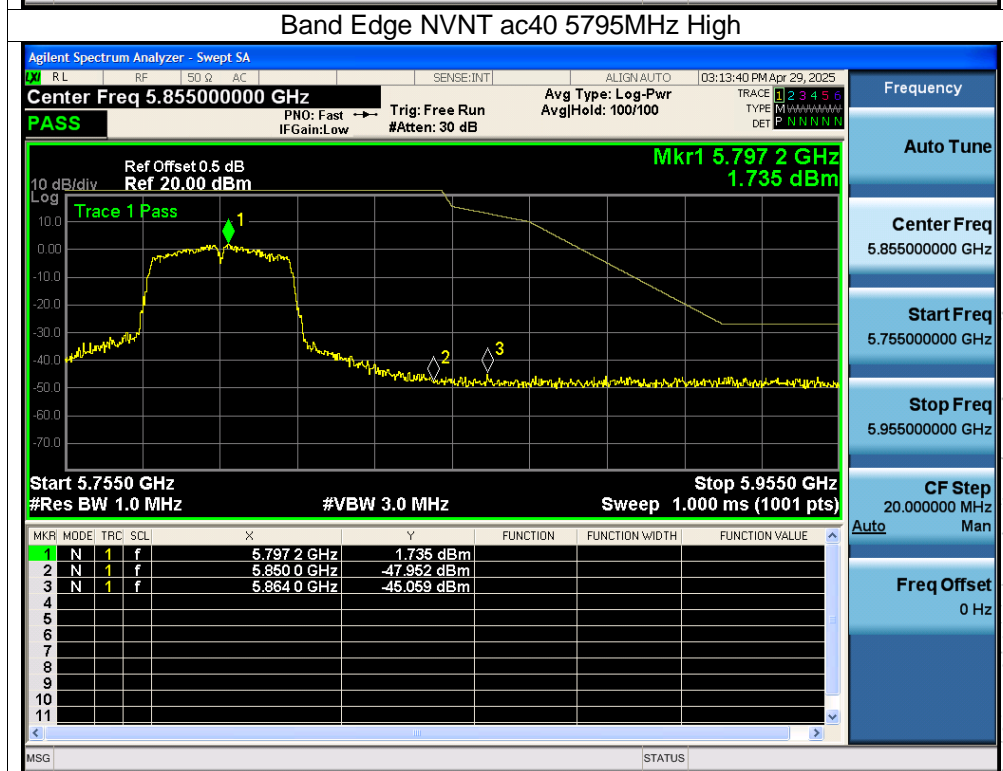 Band Edge NVNT ac40 5795MHz High
Agilent Spectrum Analyzer - Swept SA
LXI RL RF 50 Ω AC SENSE:INT ALIGN AUTO 03:13:40 PM Apr 29, 2025
Center Freq 5.855000000 GHz
PNO: Fast
IFGain:Low
Trig: Free Run
#Atten: 30 dB
Avg Type: Log-Pwr
Avg|Hold: 100/100
TRACE 1 2 3 4 5 6
TYPE M WWWWW
DET P N N N N N
PASS
Ref Offset 0.5 dB
Ref 20.00 dBm
10 dB/div
Log
Mkr1 5.797 2 GHz
1.735 dBm
Trace 1 Pass
10.0
0.00
-10.0
-20.0
-30.0
-40.0
-50.0
-60.0
-70.0
1
2
3
Start 5.7550 GHz
Stop 5.9550 GHz
#Res BW 1.0 MHz
#VBW 3.0 MHz
Sweep 1.000 ms (1001 pts)
MKR MODE TRC SCL X Y FUNCTION FUNCTION WIDTH FUNCTION VALUE
1 N 1 f 5.797 2 GHz 1.735 dBm
2 N 1 f 5.850 0 GHz -47.952 dBm
3 N 1 f 5.864 0 GHz -45.059 dBm
4
5
6
7
8
9
10
11
MSG
STATUS
Frequency
Auto Tune
Center Freq
5.855000000 GHz
Start Freq
5.755000000 GHz
Stop Freq
5.955000000 GHz
CF Step
20.000000 MHz
Auto Man
Freq Offset
0 Hz